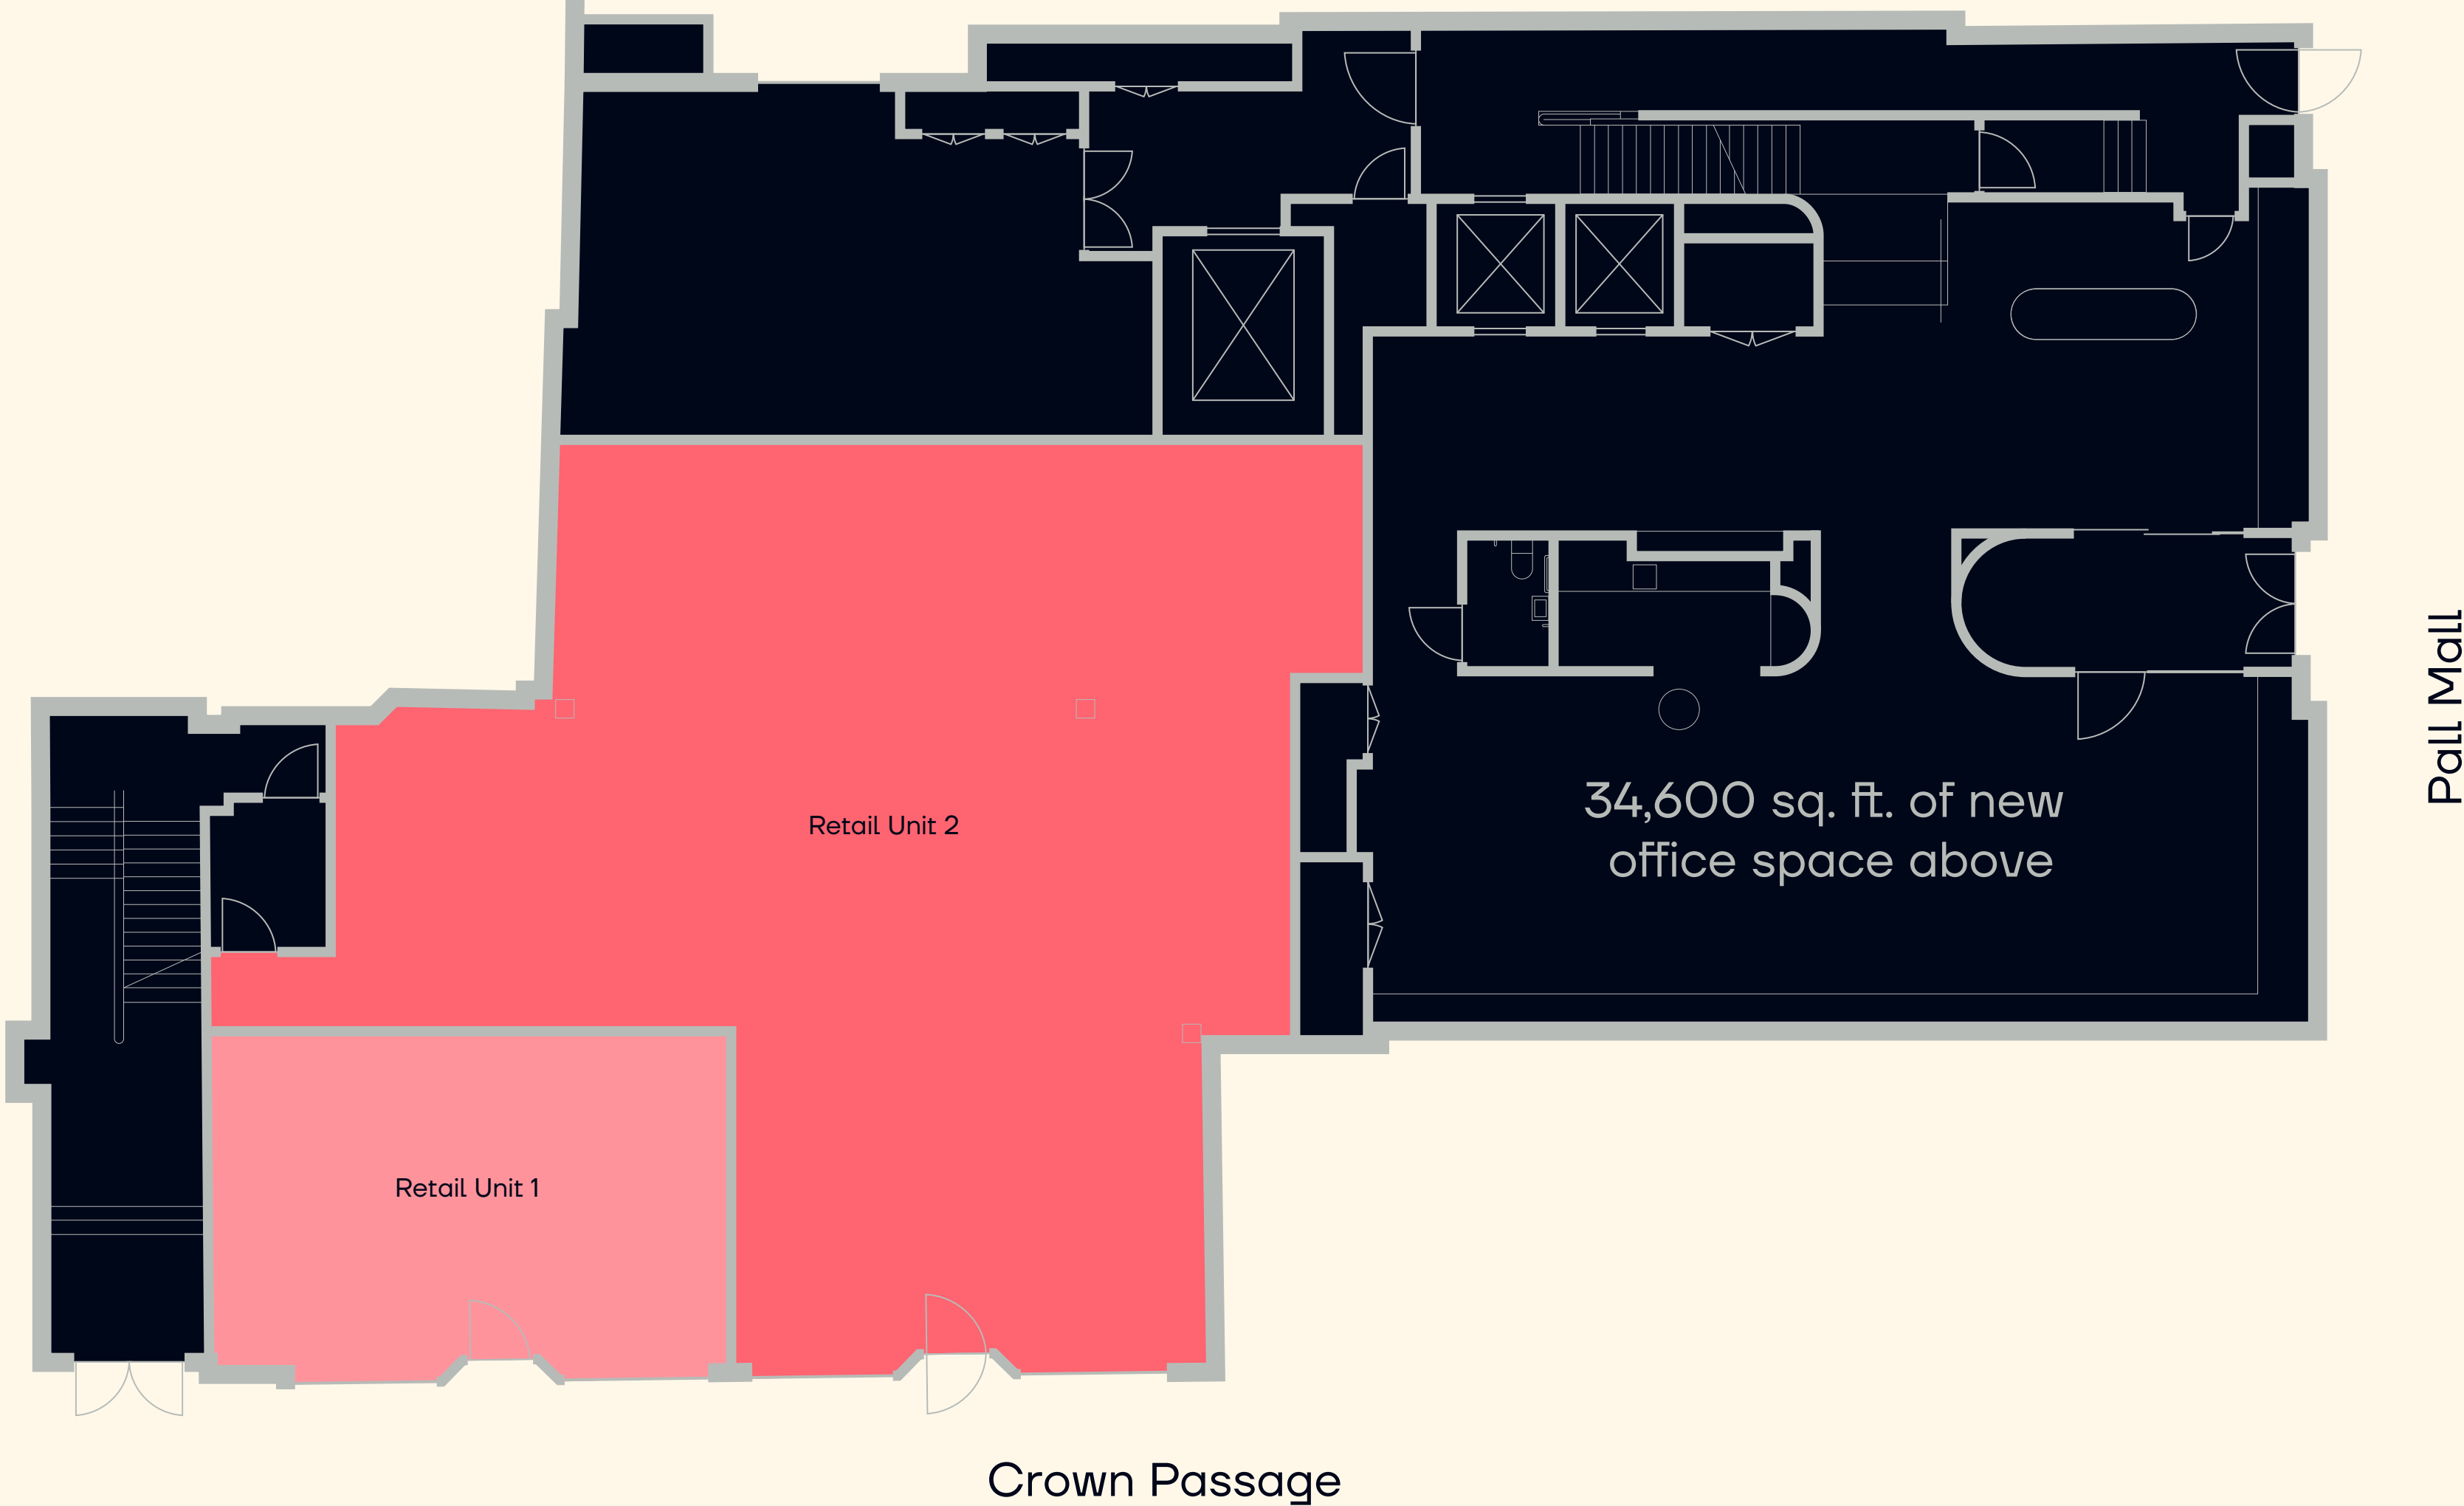 Pall Mall
34,600 sq. ft. of new
office space above
Retail Unit 2
Retail Unit 1
Crown Passage